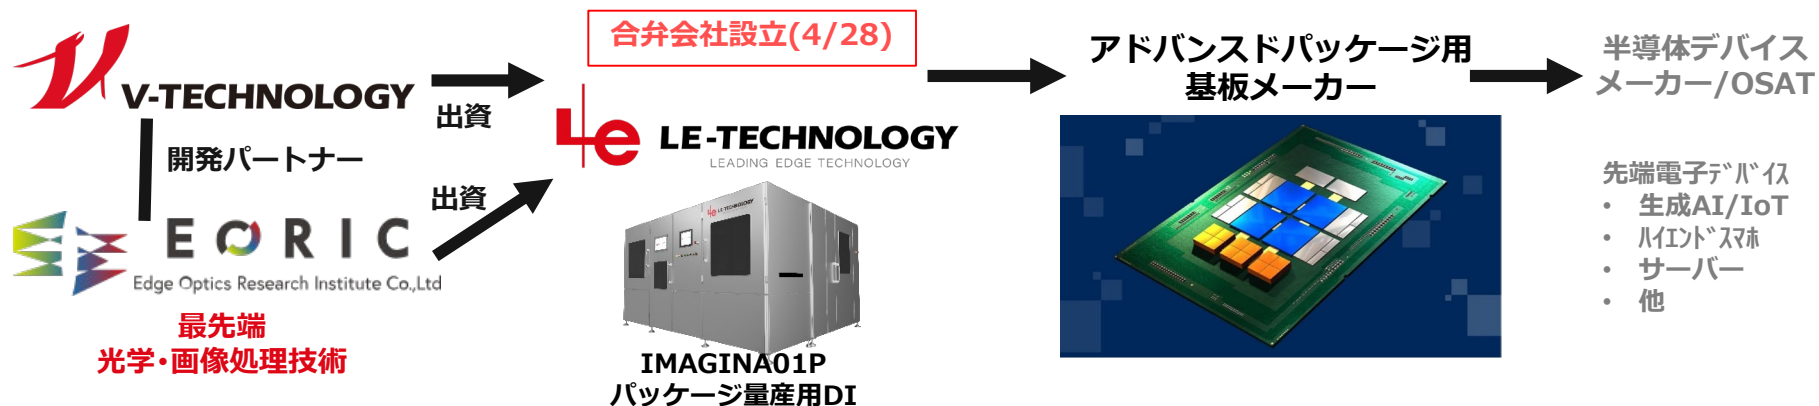 合弁会社設立(4/28)
V-TECHNOLOGY
出資
開発パートナー
出資
EORIC
Edge Optics Research Institute Co.,Ltd
最先端
光学・画像処理技術
Le
LE-TECHNOLOGY
LEADING EDGE TECHNOLOGY
Le LE-TECHNOLOGY
IMAGINA01P
パッケージ量産用DI
アドバンスドパッケージ用
基板メーカー
半導体デバイス
メーカー/OSAT
先端電子ﾃﾞﾊﾞｲｽ
• 生成AI/IoT
• ﾊｲｴﾝﾄﾞｽﾏﾎ
• サーバー
• 他